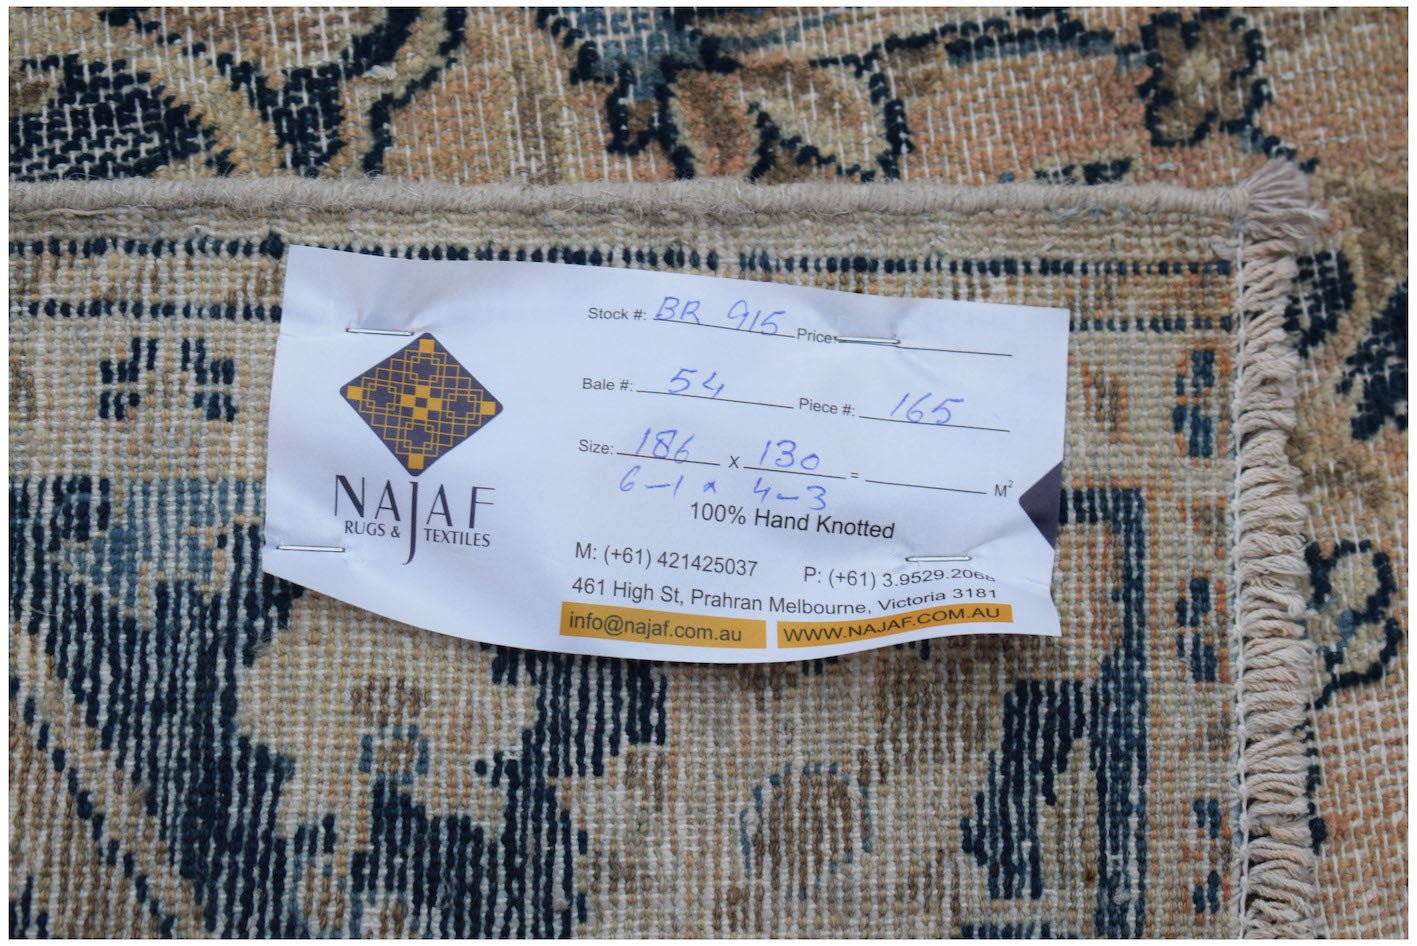 NAJAF
RUGS & TEXTILES
Stock #: BR 915 Price:
Bale #: 54 Piece #: 165
Size: 186 x 130 = M²
6-1 x 4-3
100% Hand Knotted
M: (+61) 421425037 P: (+61) 3.9529.2068
461 High St, Prahran Melbourne, Victoria 3181
info@najaf.com.au WWW.NAJAF.COM.AU